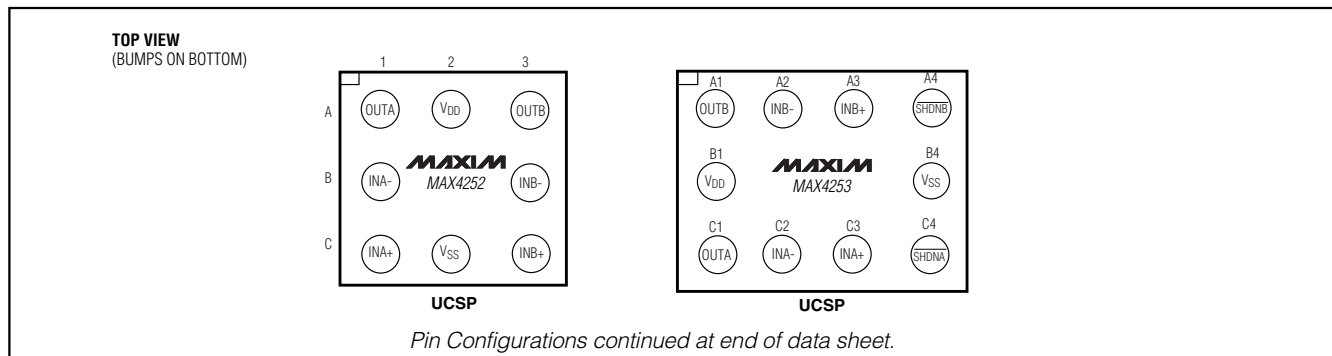 TOP VIEW
(BUMPS ON BOTTOM)
1 2 3
A OUTA VDD OUTB
MAXIM
B INA- MAX4252 INB-
C INA+ VSS INB+
UCSP
A1 A2 A3 A4
OUTB INB- INB+ SHDNB
B1 MAXIM B4
VDD MAX4253 VSS
C1 C2 C3 C4
OUTA INA- INA+ SHDNA
UCSP
Pin Configurations continued at end of data sheet.